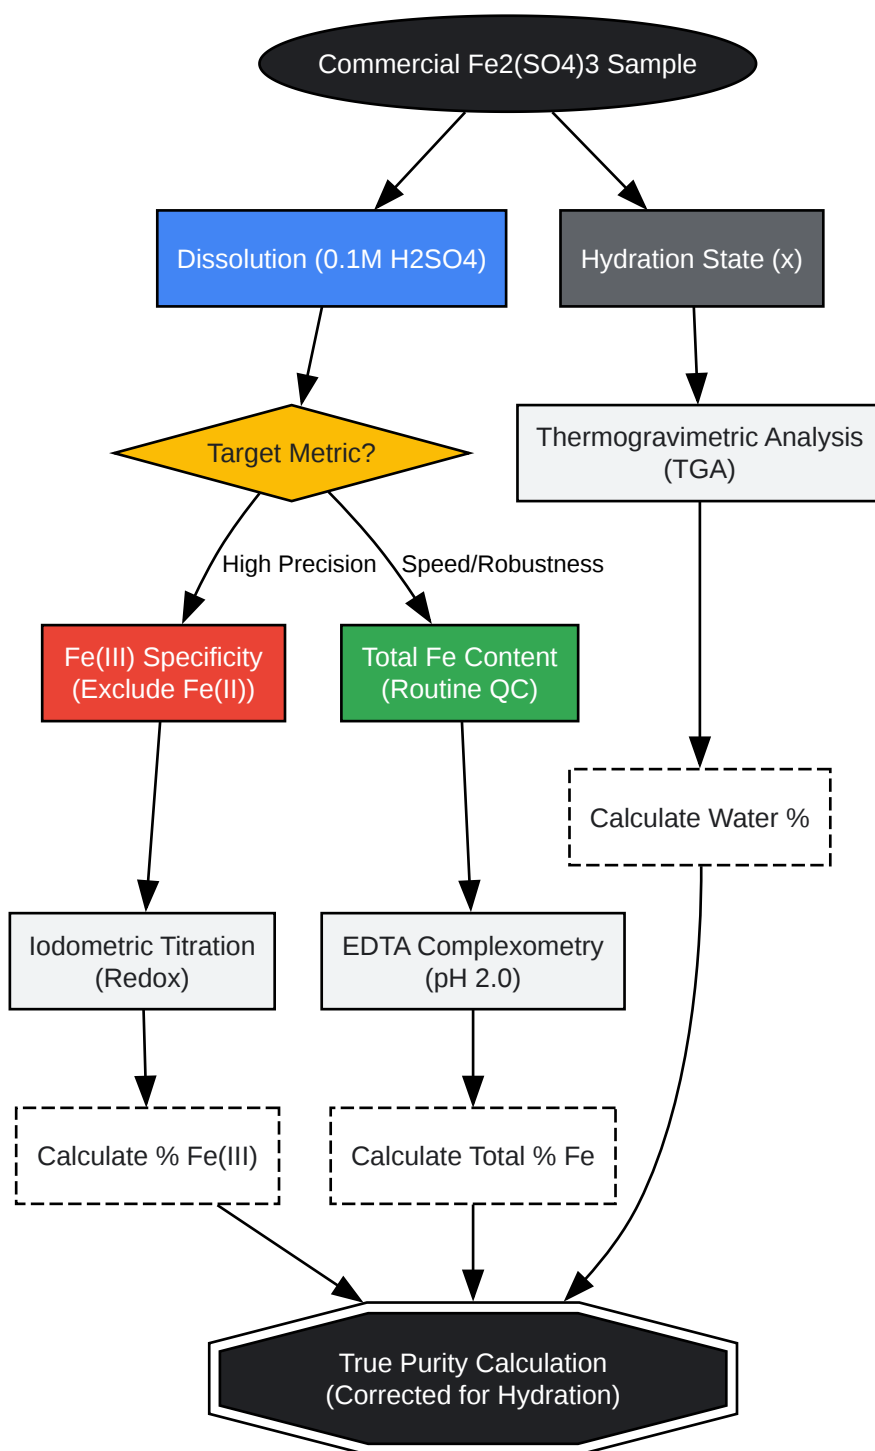 Commercial Fe2(SO4)3 Sample
Dissolution (0.1M H2SO4)
Hydration State (x)
Target Metric?
Thermogravimetric Analysis
(TGA)
High Precision
Speed/Robustness
Fe(III) Specificity
(Exclude Fe(II))
Total Fe Content
(Routine QC)
Calculate Water %
Iodometric Titration
(Redox)
EDTA Complexometry
(pH 2.0)
Calculate % Fe(III)
Calculate Total % Fe
True Purity Calculation
(Corrected for Hydration)